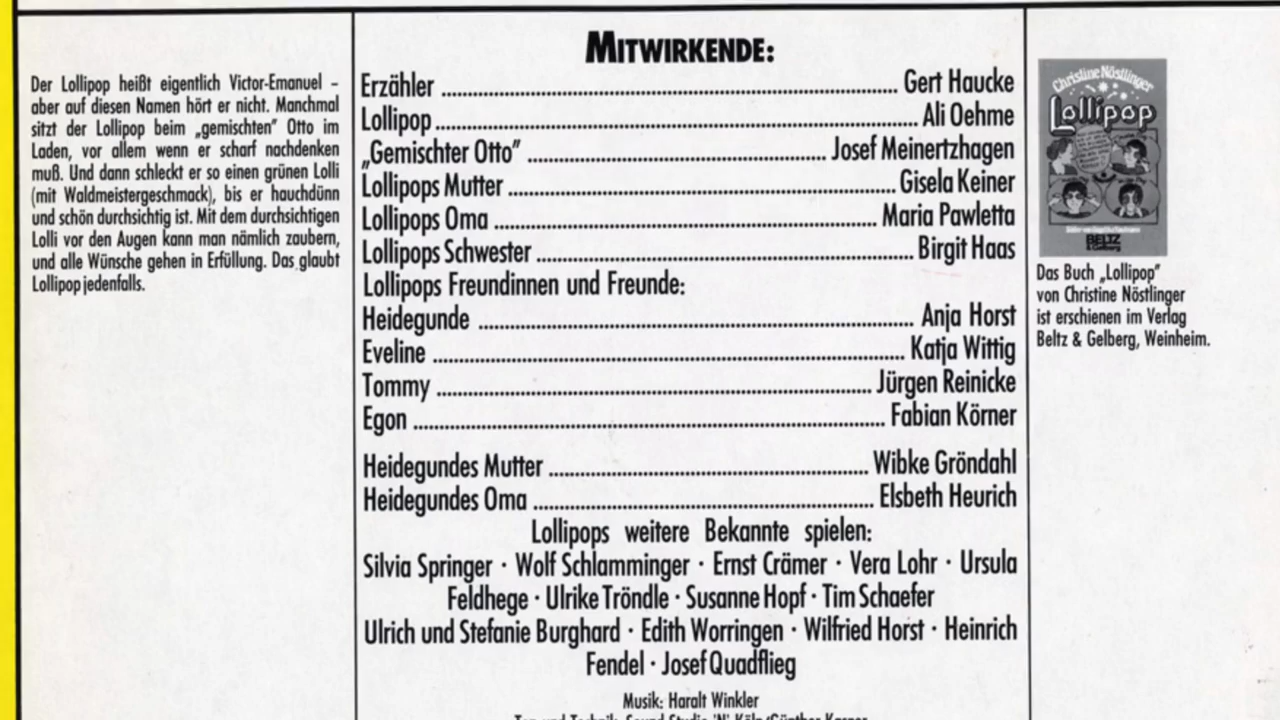 Der Lollipop heißt eigentlich Victor-Emanuel –
aber auf diesen Namen hört er nicht. Manchmal
sitzt der Lollipop beim „gemischten" Otto im
Laden, vor allem wenn er scharf nachdenken
muß. Und dann schleckt er so einen grünen Lolli
(mit Waldmeistergeschmack), bis er hauchdünn
und schön durchsichtig ist. Mit dem durchsichtigen
Lolli vor den Augen kann man nämlich zaubern,
und alle Wünsche gehen in Erfüllung. Das glaubt
Lollipop jedenfalls.
MITWIRKENDE:
Erzähler ........ Gert Haucke
Lollipop ........ Ali Oehme
„Gemischter Otto" ........ Josef Meinertzhagen
Lollipops Mutter ........ Gisela Keiner
Lollipops Oma ........ Maria Pawletta
Lollipops Schwester ........ Birgit Haas
Lollipops Freundinnen und Freunde:
Heidegunde ........ Anja Horst
Eveline ........ Katja Wittig
Tommy ........ Jürgen Reinicke
Egon ........ Fabian Körner
Heidegundes Mutter ........ Wibke Gröndahl
Heidegundes Oma ........ Elsbeth Heurich
Lollipops weitere Bekannte spielen:
Silvia Springer · Wolf Schlamminger · Ernst Crämer · Vera Lohr · Ursula
Feldhege · Ulrike Tröndle · Susanne Hopf · Tim Schaefer
Ulrich und Stefanie Burghard · Edith Worringen · Wilfried Horst · Heinrich
Fendel · Josef Quadflieg
Musik: Haralt Winkler
Ton und Technik: Sound Studio 'N' Köln/Günther Kasper
Christine Nöstlinger
Lollipop
BELTZ
Das Buch „Lollipop"
von Christine Nöstlinger
ist erschienen im Verlag
Beltz & Gelberg, Weinheim.